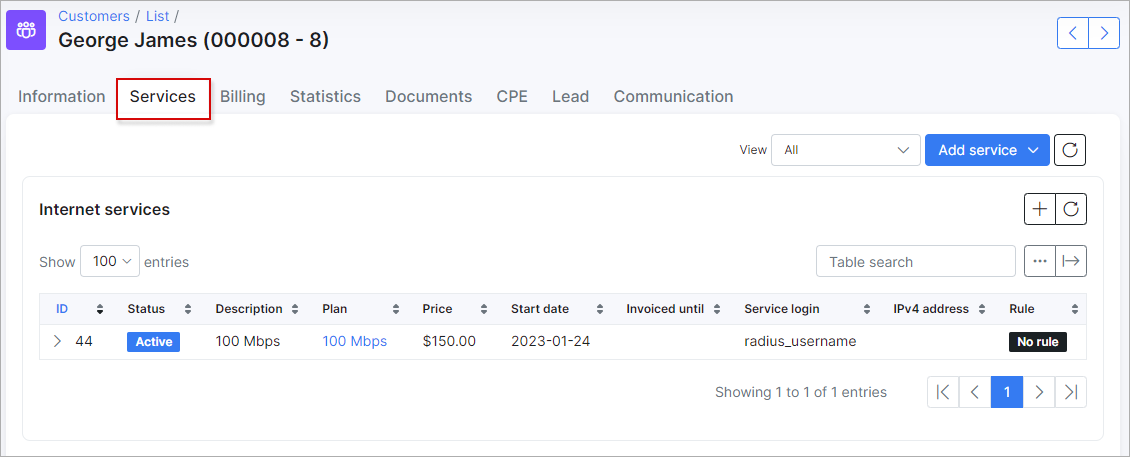 Customers / List /
George James (000008 - 8)
Information Services Billing Statistics Documents CPE Lead Communication
View All Add service
Internet services
Show 100 entries Table search ...
ID Status Description Plan Price Start date Invoiced until Service login IPv4 address Rule
44 Active 100 Mbps 100 Mbps $150.00 2023-01-24 radius_username No rule
Showing 1 to 1 of 1 entries 1